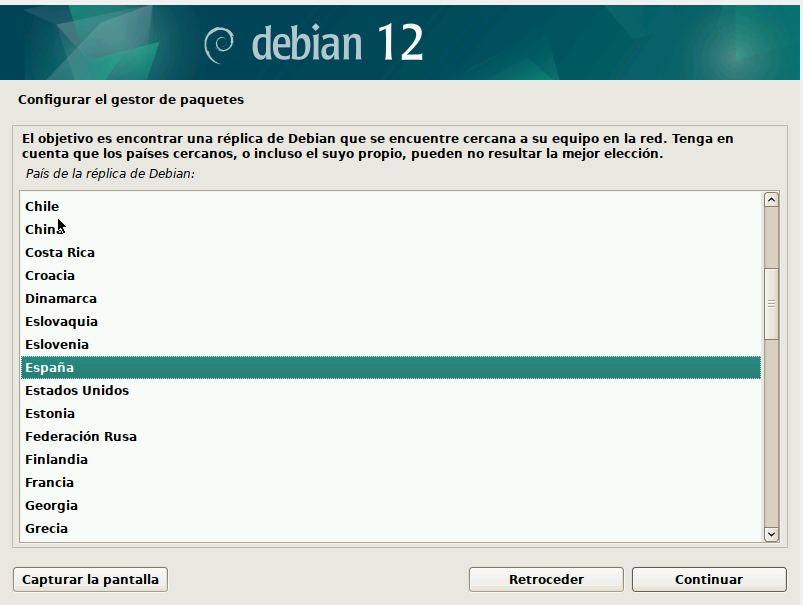 debian 12
Configurar el gestor de paquetes
El objetivo es encontrar una réplica de Debian que se encuentre cercana a su equipo en la red. Tenga en
cuenta que los países cercanos, o incluso el suyo propio, pueden no resultar la mejor elección.
País de la réplica de Debian:
Chile
China
Costa Rica
Croacia
Dinamarca
Eslovaquia
Eslovenia
España
Estados Unidos
Estonia
Federación Rusa
Finlandia
Francia
Georgia
Grecia
Capturar la pantalla
Retroceder
Continuar